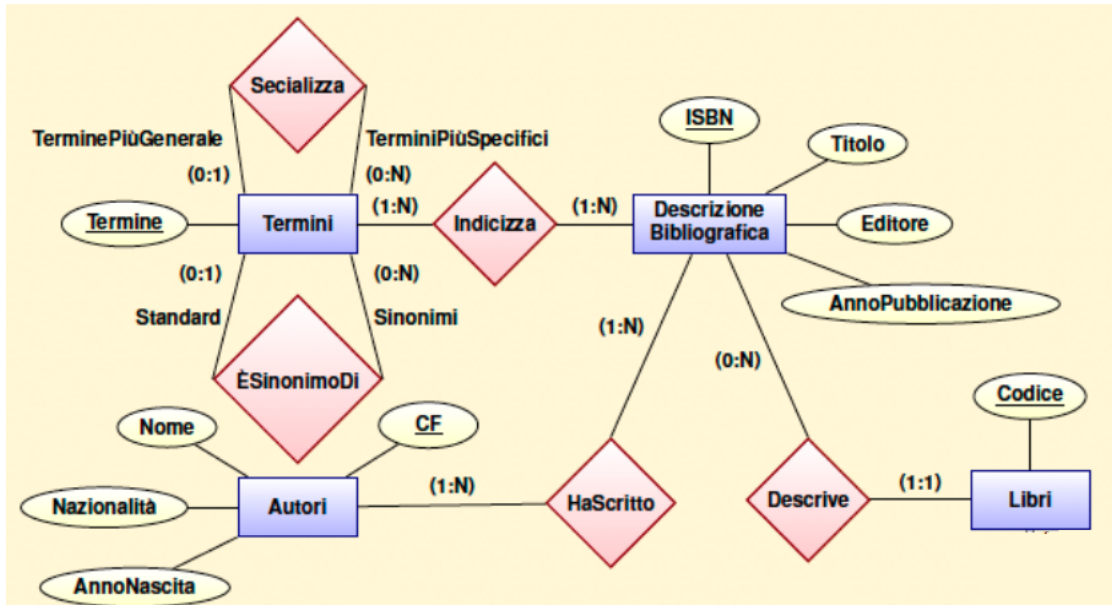 Secializza
TerminePiùGenerale
TerminiPiùSpecifici
(0:1)
(0:N)
ISBN
Titolo
Termine
Termini
(1:N)
Indicizza
(1:N)
Descrizione
Bibliografica
Editore
AnnoPubblicazione
(0:1)
(0:N)
Standard
Sinonimi
ÈSinonimoDi
(1:N)
(0:N)
Codice
Nome
CF
Nazionalità
Autori
(1:N)
HaScritto
Descrive
(1:1)
Libri
AnnoNascita